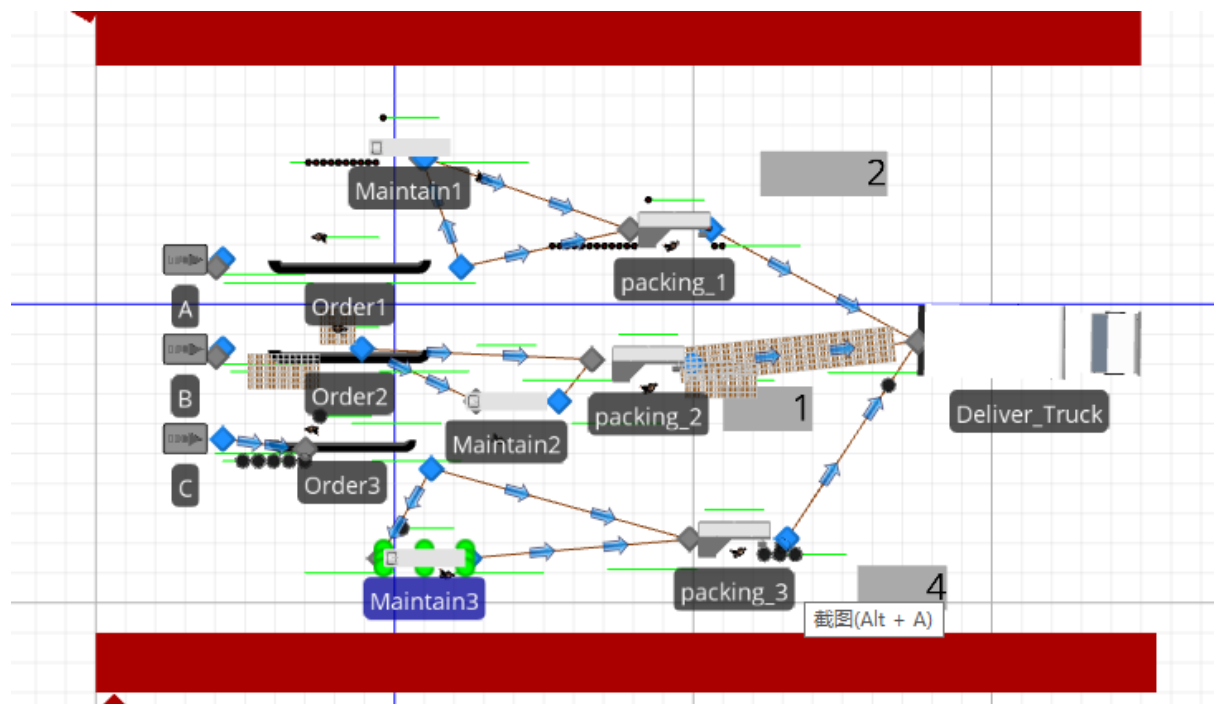 Maintain1
2
packing_1
A
Order1
B
Order2
packing_2
1
Deliver_Truck
Maintain2
C
Order3
Maintain3
packing_3
4
截图(Alt + A)